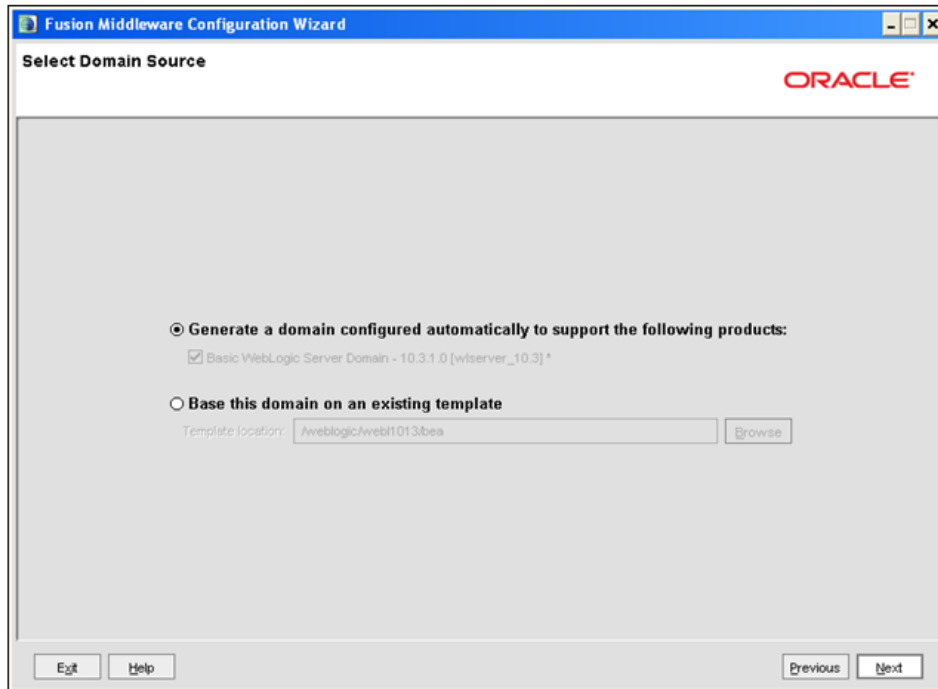 Fusion Middleware Configuration Wizard
Select Domain Source
ORACLE
Generate a domain configured automatically to support the following products:
Basic WebLogic Server Domain - 10.3.1.0 [wlserver_10.3] *
Base this domain on an existing template
Template location: /weblogic/webl1013/bea Browse
Exit Help Previous Next